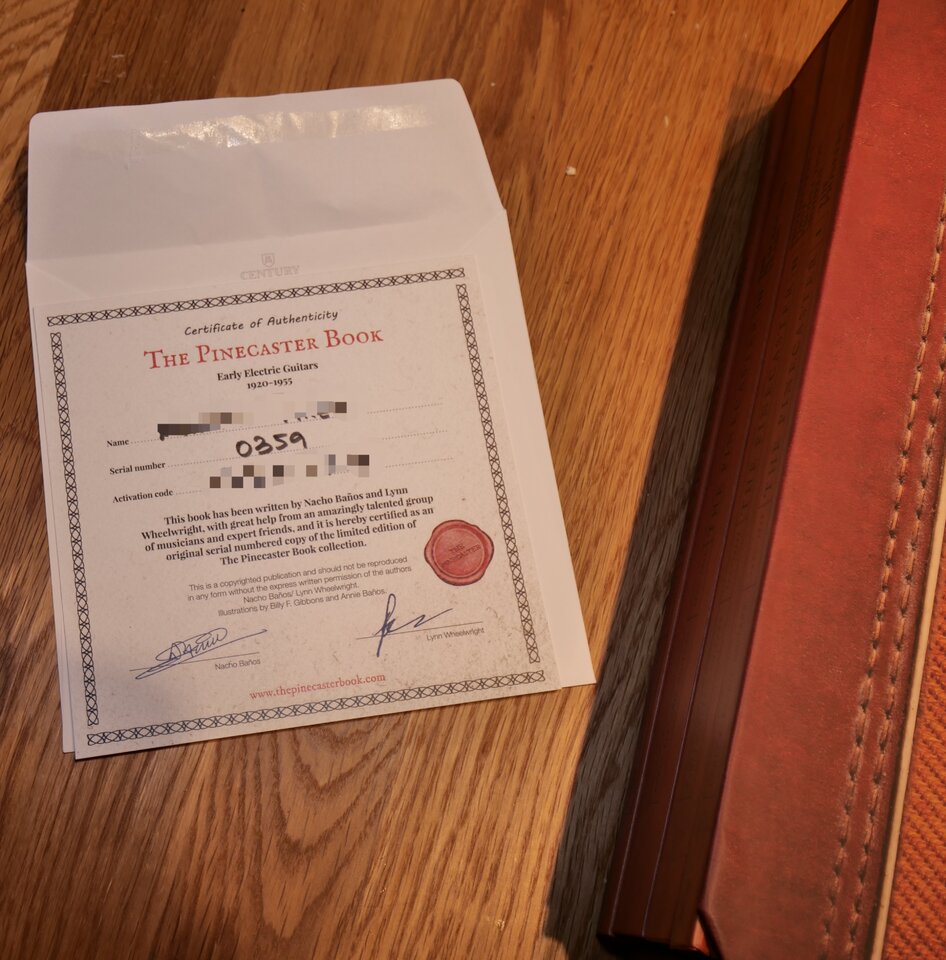 CENTURY
Certificate of Authenticity
THE PINECASTER BOOK
Early Electric Guitars
1920-1955
Name
Serial number 0359
Activation code
This book has been written by Nacho Baños and Lynn
Wheelwright, with great help from an amazingly talented group
of musicians and expert friends, and it is hereby certified as an
original serial numbered copy of the limited edition of
The Pinecaster Book collection.
This is a copyrighted publication and should not be reproduced
in any form without the express written permission of the authors
Nacho Baños/ Lynn Wheelwright.
Illustrations by Billy F. Gibbons and Annie Baños.
THE
PINECASTER
Nacho Baños
Lynn Wheelwright
www.thepinecasterbook.com